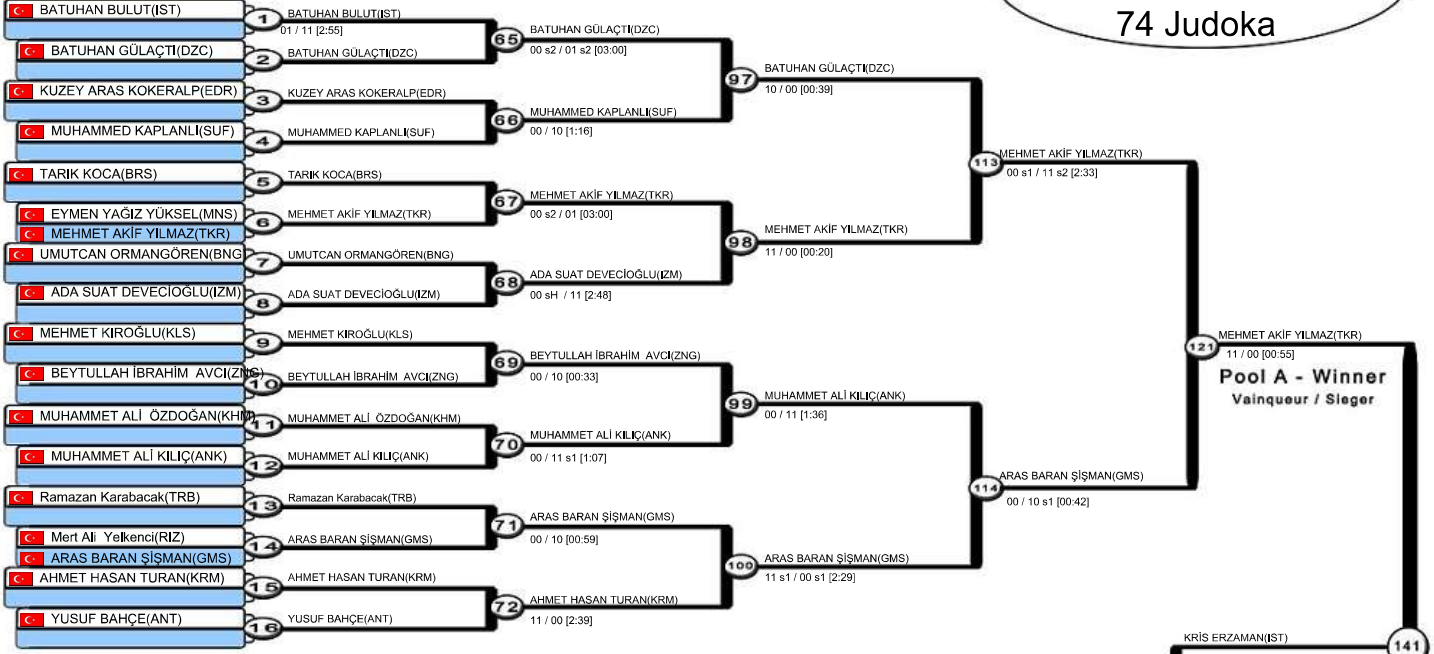 74 Judoka
BATUHAN BULUT(IST)
BATUHAN GÜLAÇTI(DZC)
KUZEY ARAS KOKERALP(EDR)
MUHAMMED KAPLANLI(SUF)
TARIK KOCA(BRS)
EYMEN YAĞIZ YÜKSEL(MNS)
MEHMET AKİF YILMAZ(TKR)
UMUTCAN ORMANGÖREN(BNG
ADA SUAT DEVECİOĞLU(IZM)
MEHMET KIROĞLU(KLS)
BEYTULLAH İBRAHİM AVCI(ZNG)
MUHAMMET ALİ ÖZDOĞAN(KHM)
MUHAMMET ALİ KILIÇ(ANK)
Ramazan Karabacak(TRB)
Mert Ali Yelkenci(RIZ)
ARAS BARAN ŞİŞMAN(GMS)
AHMET HASAN TURAN(KRM)
YUSUF BAHÇE(ANT)
1 BATUHAN BULUT(IST)
01 / 11 [2:55]
2 BATUHAN GÜLAÇTI(DZC)
3 KUZEY ARAS KOKERALP(EDR)
4 MUHAMMED KAPLANLI(SUF)
5 TARIK KOCA(BRS)
6 MEHMET AKİF YILMAZ(TKR)
7 UMUTCAN ORMANGÖREN(BNG)
8 ADA SUAT DEVECİOĞLU(IZM)
9 MEHMET KIROĞLU(KLS)
10 BEYTULLAH İBRAHİM AVCI(ZNG)
11 MUHAMMET ALİ ÖZDOĞAN(KHM)
12 MUHAMMET ALİ KILIÇ(ANK)
13 Ramazan Karabacak(TRB)
14 ARAS BARAN ŞİŞMAN(GMS)
15 AHMET HASAN TURAN(KRM)
16 YUSUF BAHÇE(ANT)
65 BATUHAN GÜLAÇTI(DZC)
00 s2 / 01 s2 [03:00]
66 MUHAMMED KAPLANLI(SUF)
00 / 10 [1:16]
67 MEHMET AKİF YILMAZ(TKR)
00 s2 / 01 [03:00]
68 ADA SUAT DEVECİOĞLU(IZM)
00 sH / 11 [2:48]
69 BEYTULLAH İBRAHİM AVCI(ZNG)
00 / 10 [00:33]
70 MUHAMMET ALİ KILIÇ(ANK)
00 / 11 s1 [1:07]
71 ARAS BARAN ŞİŞMAN(GMS)
00 / 10 [00:59]
72 AHMET HASAN TURAN(KRM)
11 / 00 [2:39]
97 BATUHAN GÜLAÇTI(DZC)
10 / 00 [00:39]
98 MEHMET AKİF YILMAZ(TKR)
11 / 00 [00:20]
99 MUHAMMET ALİ KILIÇ(ANK)
00 / 11 [1:36]
100 ARAS BARAN ŞİŞMAN(GMS)
11 s1 / 00 s1 [2:29]
113 MEHMET AKİF YILMAZ(TKR)
00 s1 / 11 s2 [2:33]
114 ARAS BARAN ŞİŞMAN(GMS)
00 / 10 s1 [00:42]
121 MEHMET AKİF YILMAZ(TKR)
11 / 00 [00:55]
Pool A - Winner
Vainqueur / Sieger
KRİS ERZAMAN(IST)
141